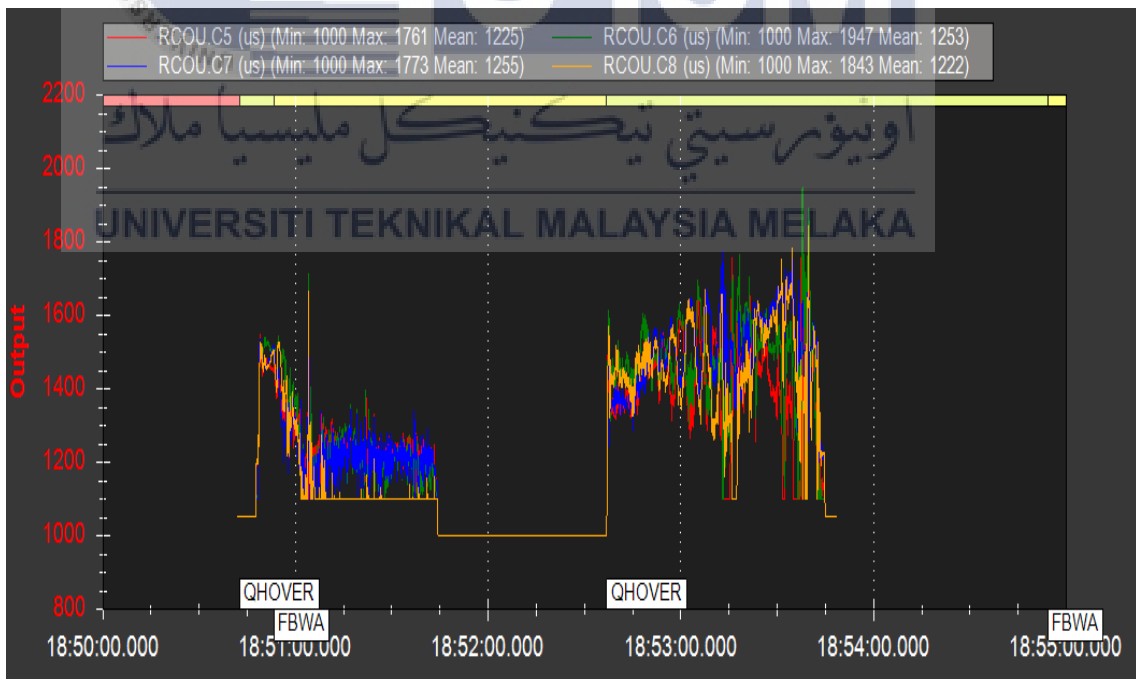 RCOU.C5 (us) (Min: 1000 Max: 1761 Mean: 1225)
RCOU.C6 (us) (Min: 1000 Max: 1947 Mean: 1253)
RCOU.C7 (us) (Min: 1000 Max: 1773 Mean: 1255)
RCOU.C8 (us) (Min: 1000 Max: 1843 Mean: 1222)
2200
اونيۏرسيتي تيكنيكل مليسيا ملاك
2000
UNIVERSITI TEKNIKAL MALAYSIA MELAKA
1800
1600
Output
1400
1200
1000
800
QHOVER
FBWA
QHOVER
FBWA
18:50:00.000
18:51:00.000
18:52:00.000
18:53:00.000
18:54:00.000
18:55:00.000